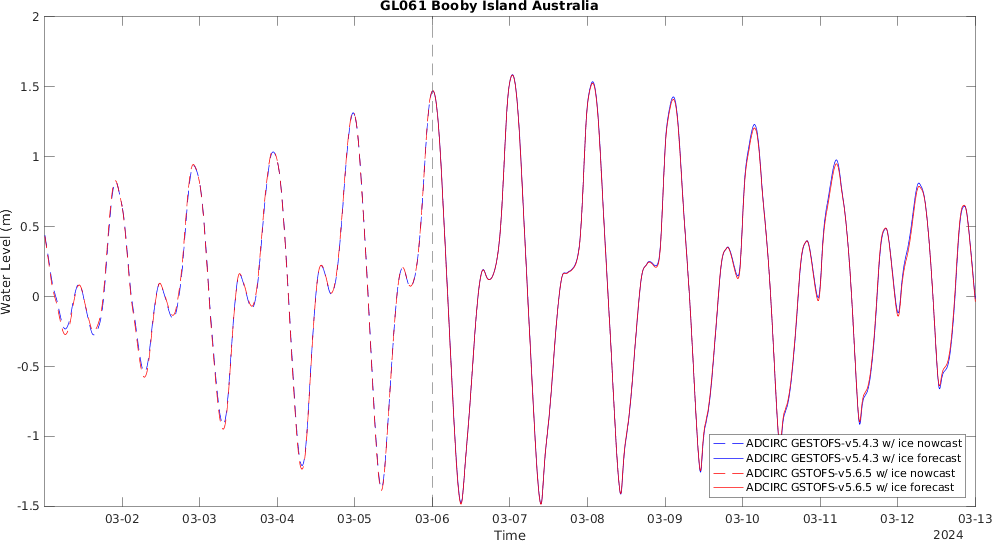 GL061 Booby Island Australia
2
1.5
1
0.5
0
-0.5
-1
-1.5
Water Level (m)
ADCIRC GESTOFS-v5.4.3 w/ ice nowcast
ADCIRC GESTOFS-v5.4.3 w/ ice forecast
ADCIRC GSTOFS-v5.6.5 w/ ice nowcast
ADCIRC GSTOFS-v5.6.5 w/ ice forecast
03-02 03-03 03-04 03-05 03-06 03-07 03-08 03-09 03-10 03-11 03-12 03-13
Time
2024